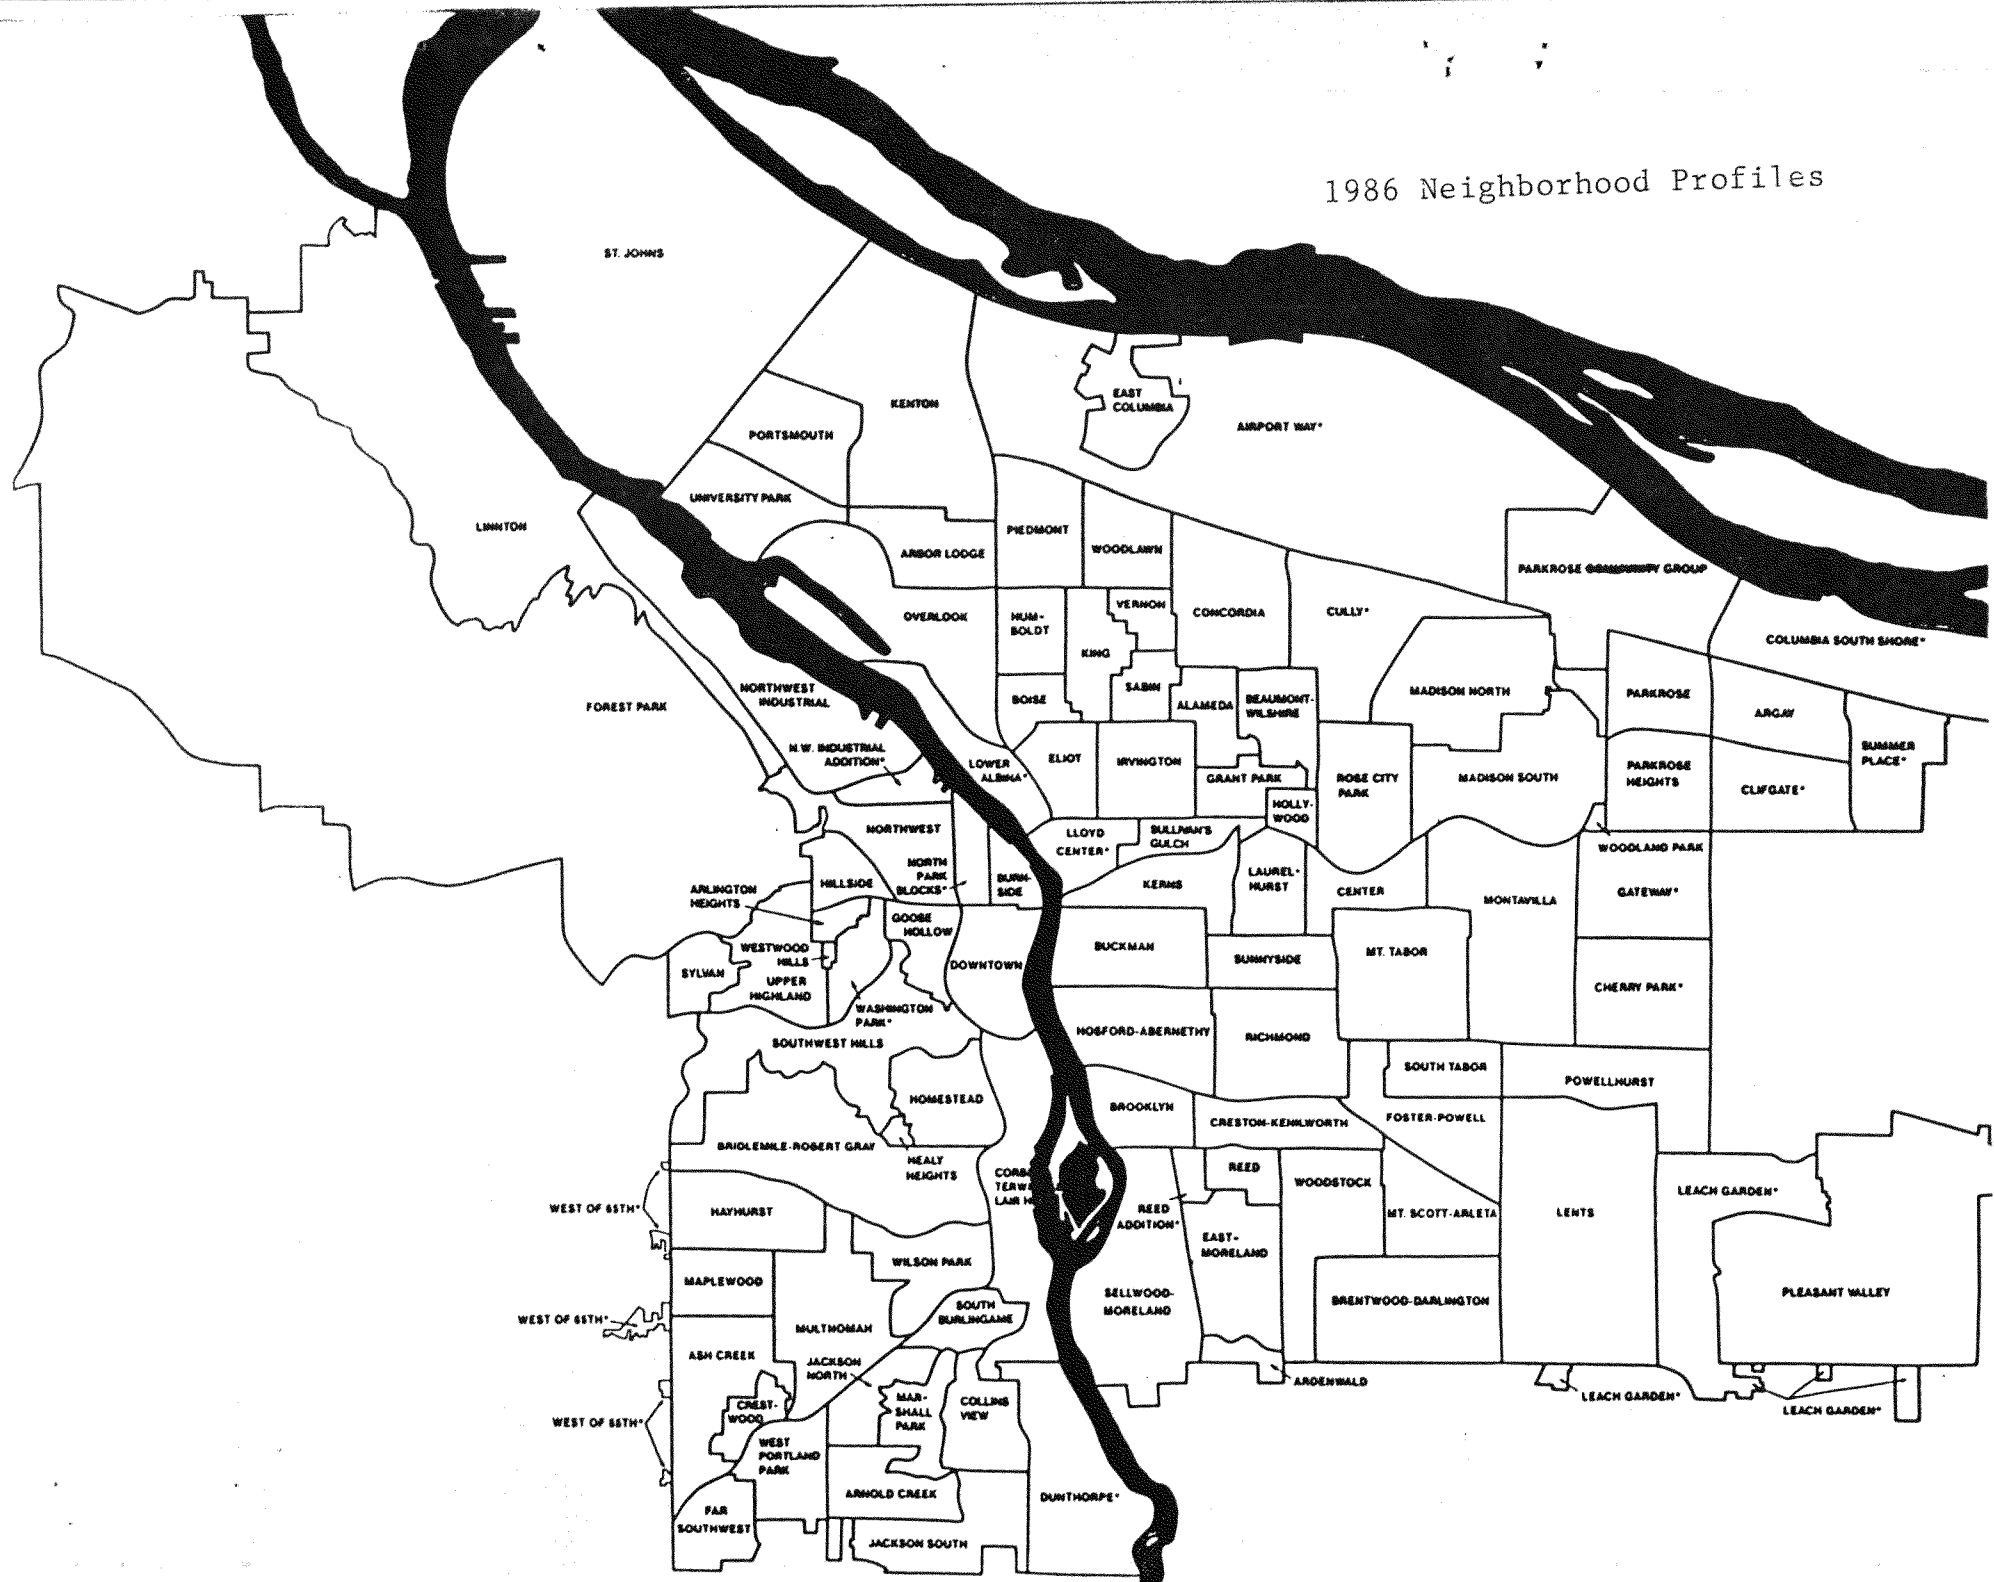 1986 Neighborhood Profiles
ST. JOHNS
KENTON
EAST
COLUMBIA
AIRPORT WAY*
PORTSMOUTH
UNIVERSITY PARK
LINNTON
PIEDMONT
WOODLAWN
ARBOR LODGE
PARKROSE COMMUNITY GROUP
OVERLOOK
HUM-
BOLDT
VERNON
CONCORDIA
CULLY*
KING
COLUMBIA SOUTH SHORE*
FOREST PARK
NORTHWEST
INDUSTRIAL
BOISE
SABIN
ALAMEDA
BEAUMONT-
WILSHIRE
MADISON NORTH
PARKROSE
ARGAY
N.W. INDUSTRIAL
ADDITION*
LOWER
ALBINA*
ELIOT
IRVINGTON
GRANT PARK
ROSE CITY
PARK
MADISON SOUTH
PARKROSE
HEIGHTS
CLIFGATE*
SUMMER
PLACE*
HOLLY-
WOOD
NORTHWEST
LLOYD
CENTER*
SULLIVAN'S
GULCH
WOODLAND PARK
NORTH
PARK
BLOCKS*
BURN-
SIDE
HILLSIDE
ARLINGTON
HEIGHTS
KERNS
LAUREL-
HURST
CENTER
MONTAVILLA
GATEWAY*
GOOSE
HOLLOW
WESTWOOD
HILLS
SYLVAN
UPPER
HIGHLAND
DOWNTOWN
BUCKMAN
SUNNYSIDE
MT. TABOR
CHERRY PARK*
WASHINGTON
PARK*
SOUTHWEST HILLS
HOSFORD-ABERNETHY
RICHMOND
SOUTH TABOR
POWELLHURST
HOMESTEAD
BROOKLYN
CRESTON-KENILWORTH
FOSTER-POWELL
BRIDLEMILE-ROBERT GRAY
HEALY
HEIGHTS
REED
WOODSTOCK
LEACH GARDEN*
WEST OF 65TH*
HAYHURST
REED
ADDITION*
MT. SCOTT-ARLETA
LENTS
EAST-
MORELAND
WILSON PARK
MAPLEWOOD
SELLWOOD-
MORELAND
BRENTWOOD-DARLINGTON
PLEASANT VALLEY
SOUTH
BURLINGAME
WEST OF 65TH*
MULTNOMAH
ASH CREEK
JACKSON
NORTH
ARDENWALD
LEACH GARDEN*
LEACH GARDEN*
CREST-
WOOD
MAR-
SHALL
PARK
COLLINS
VIEW
WEST OF 65TH*
WEST
PORTLAND
PARK
ARNOLD CREEK
DUNTHORPE*
FAR
SOUTHWEST
JACKSON SOUTH